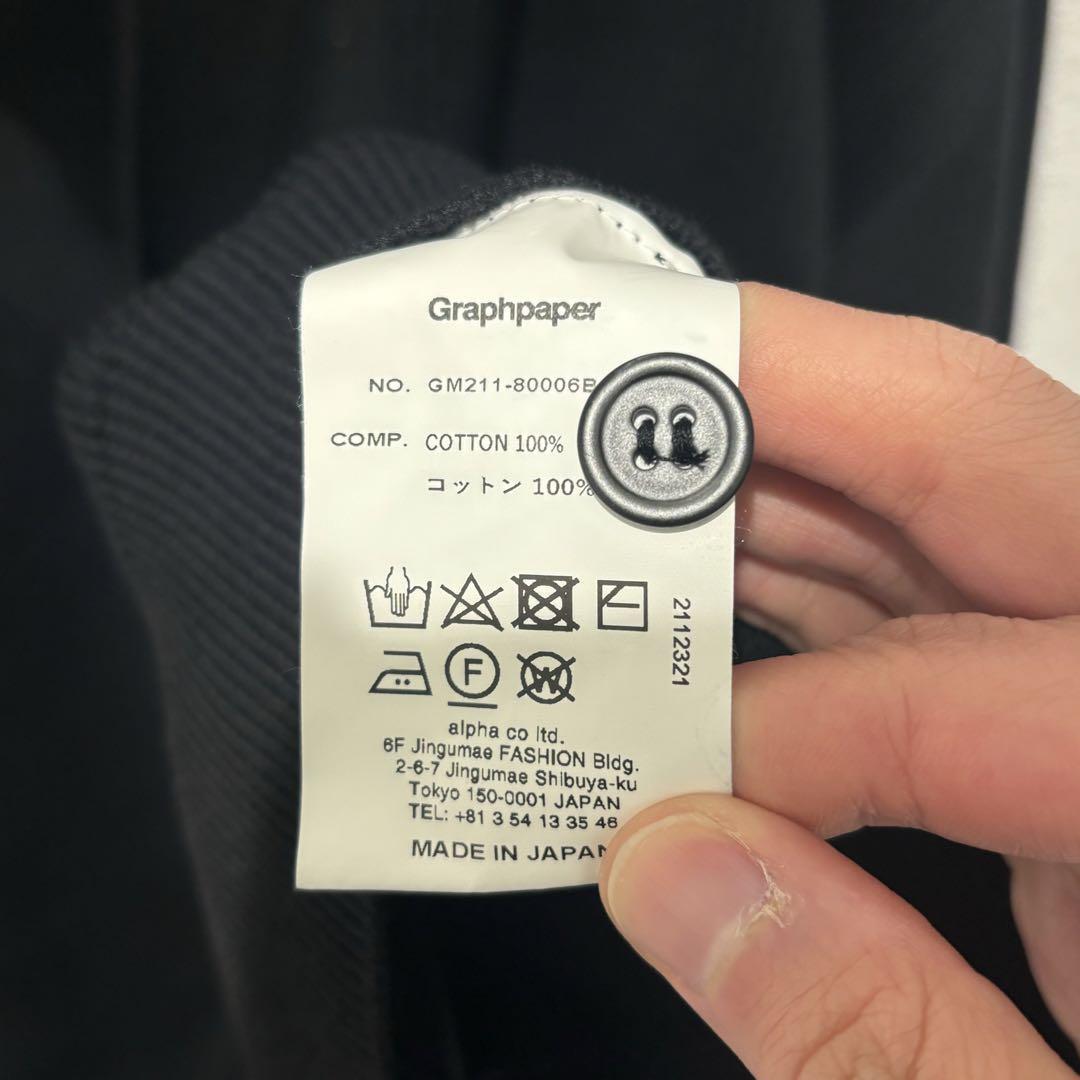 Graphpaper
NO. GM211-80006B
COMP. COTTON 100%
コットン 100%
W
F
2112321
alpha co ltd.
6F Jingumae FASHION Bldg.
2-6-7 Jingumae Shibuya-ku
Tokyo 150-0001 JAPAN
TEL: +81 3 54 13 35 46
MADE IN JAPAN